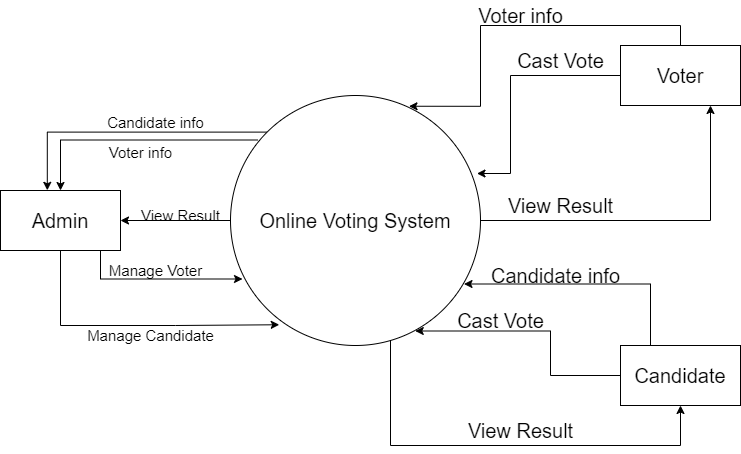 Voter info
Cast Vote
Voter
Candidate info
Voter info
View Result
Admin
View Result
Online Voting System
Manage Voter
Candidate info
Cast Vote
Manage Candidate
Candidate
View Result